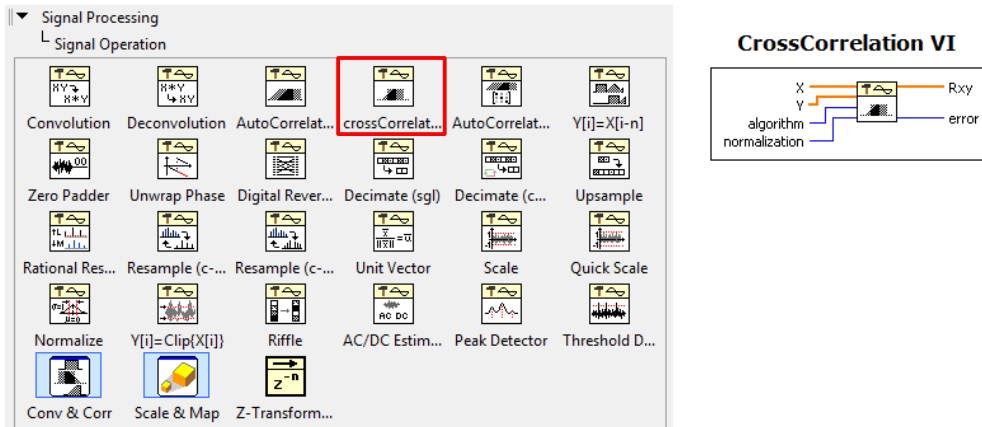 Signal Processing
Signal Operation
Convolution Deconvolution AutoCorrelat... crossCorrelat... AutoCorrelat... Y[i]=X[i-n]
Zero Padder Unwrap Phase Digital Rever... Decimate (sgl) Decimate (c... Upsample
Rational Res... Resample (c-... Resample (c-... Unit Vector Scale Quick Scale
Normalize Y[i]=Clip{X[i]} Riffle AC/DC Estim... Peak Detector Threshold D...
AC DC
Conv & Corr Scale & Map Z-Transform...
z⁻ⁿ
CrossCorrelation VI
X
Y
algorithm
normalization
Rxy
error